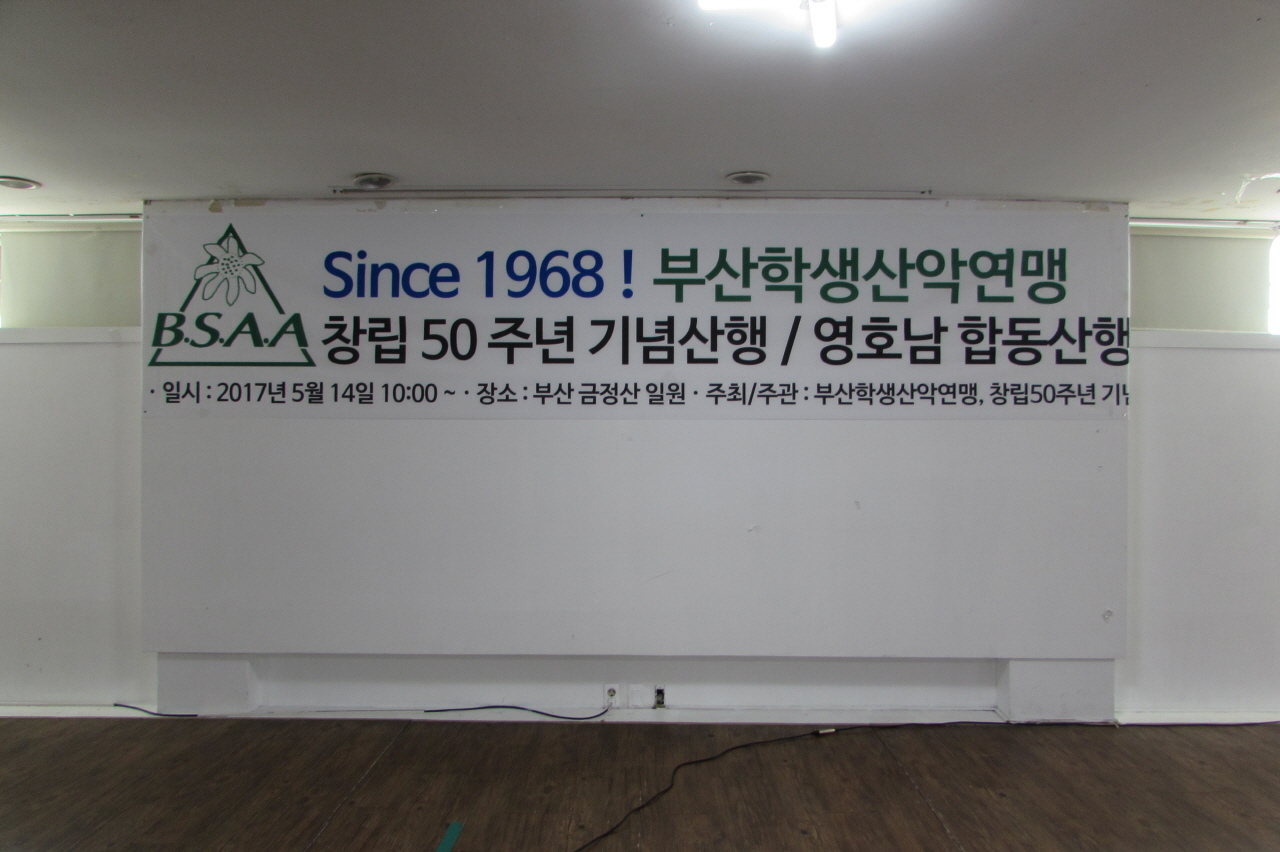 B.S.A.A
Since 1968 ! 부산학생산악연맹
창립 50 주년 기념산행 / 영호남 합동산행
· 일시 : 2017년 5월 14일 10:00 ~ · 장소 : 부산 금정산 일원 · 주최/주관 : 부산학생산악연맹, 창립50주년